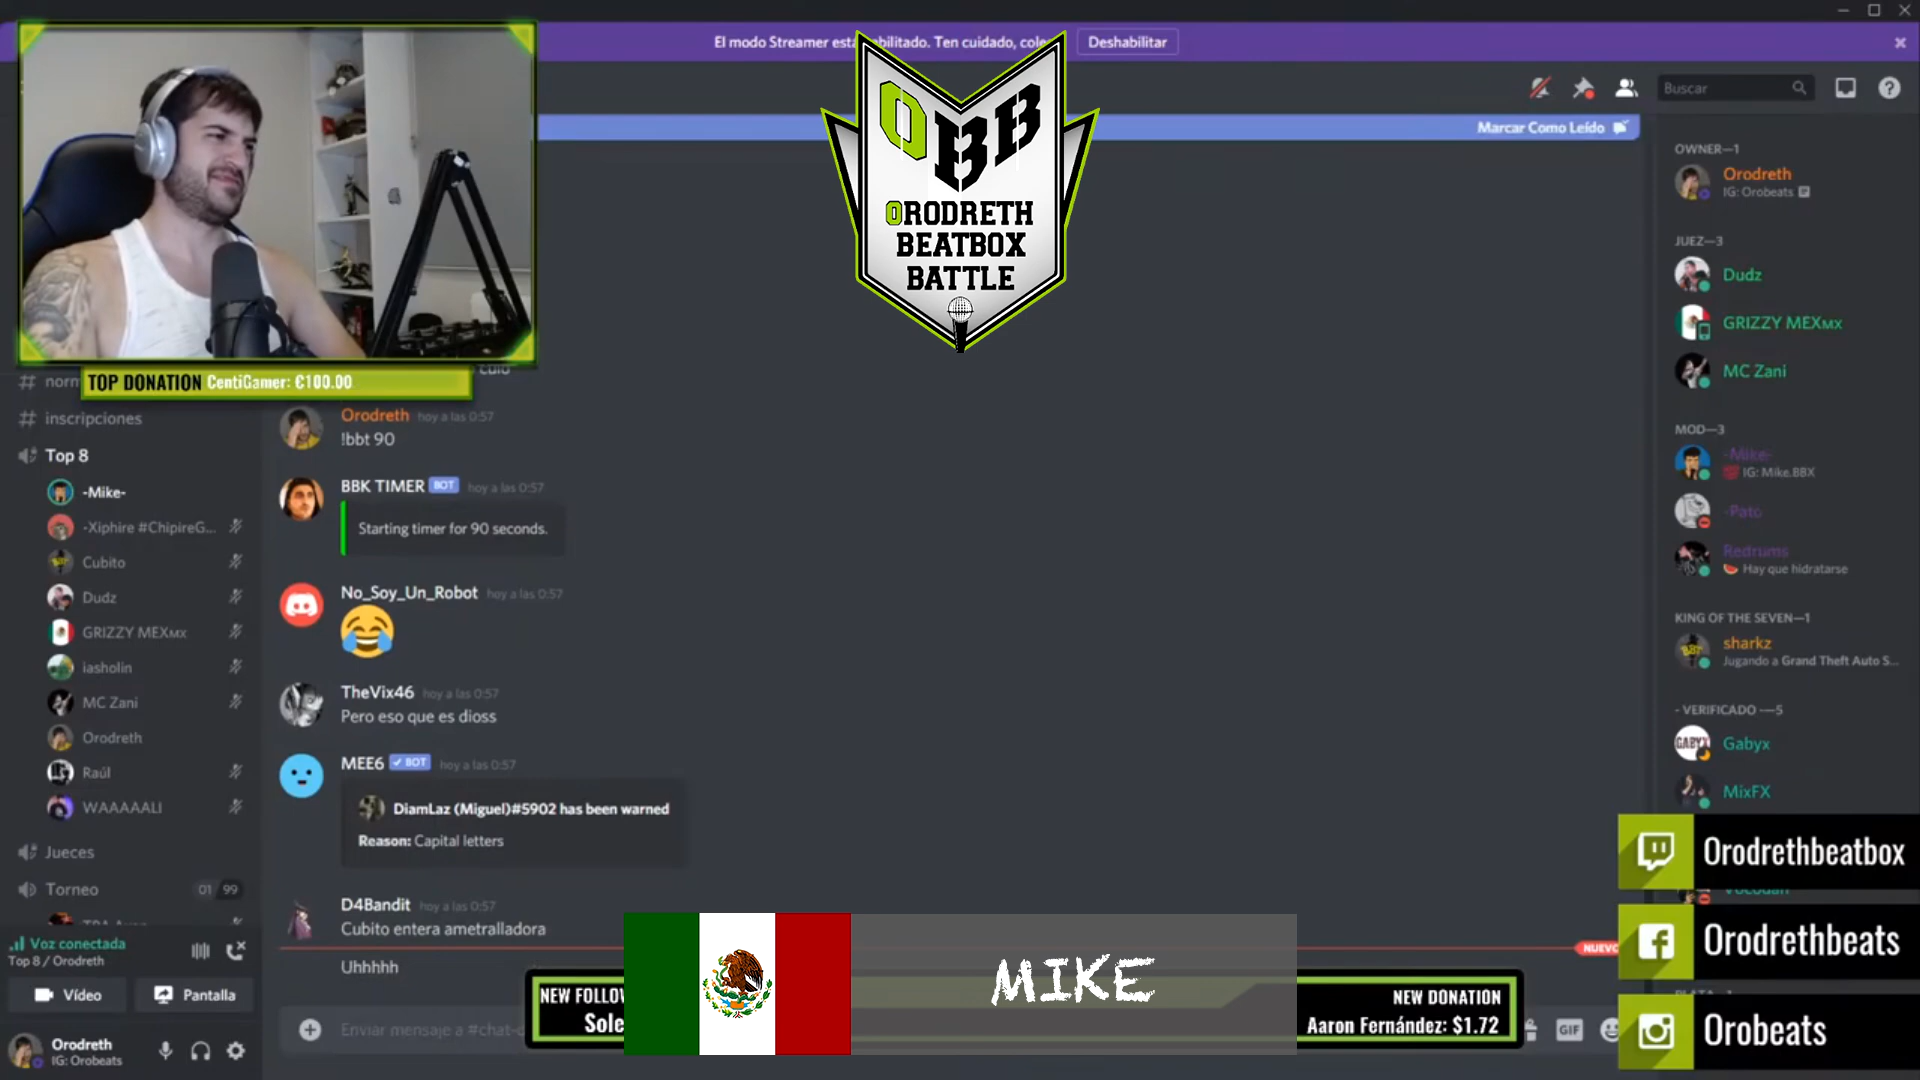 El modo Streamer está habilitado. Ten cuidado, cole
Deshabilitar
Buscar
Marcar Como Leído
OBB
ORODRETH
BEATBOX
BATTLE
TOP DONATION CentiGamer: €100.00
# norm
# inscripciones
Top 8
-Mike-
-Xiphire #ChipireG...
Cubito
Dudz
GRIZZY MEXMX
iasholin
MC Zani
Orodreth
Raúl
WAAAAALI
Jueces
Torneo 01 99
Voz conectada
Top 8 / Orodreth
Vídeo
Pantalla
Orodreth
IG: Orobeats
culo
Orodreth hoy a las 0:57
!bbt 90
BBK TIMER BOT hoy a las 0:57
Starting timer for 90 seconds.
No_Soy_Un_Robot hoy a las 0:57
TheVix46 hoy a las 0:57
Pero eso que es dioss
MEE6 BOT hoy a las 0:57
DiamLaz (Miguel)#5902 has been warned
Reason: Capital letters
D4Bandit hoy a las 0:57
Cubito entera ametralladora
NUEVO
Uhhhhh
Enviar mensaje a #chat-
GIF
NEW FOLLOW
Sole
MIKE
NEW DONATION
Aaron Fernández: $1.72
OWNER—1
Orodreth
IG: Orobeats
JUEZ—3
Dudz
GRIZZY MEXMX
MC Zani
MOD—3
-Mike-
IG: Mike.BBX
-Pato
Redrums
Hay que hidratarse
KING OF THE SEVEN—1
sharkz
Jugando a Grand Theft Auto S...
- VERIFICADO -—5
GABYX
Gabyx
MixFX
Orodrethbeatbox
Orodrethbeats
Orobeats